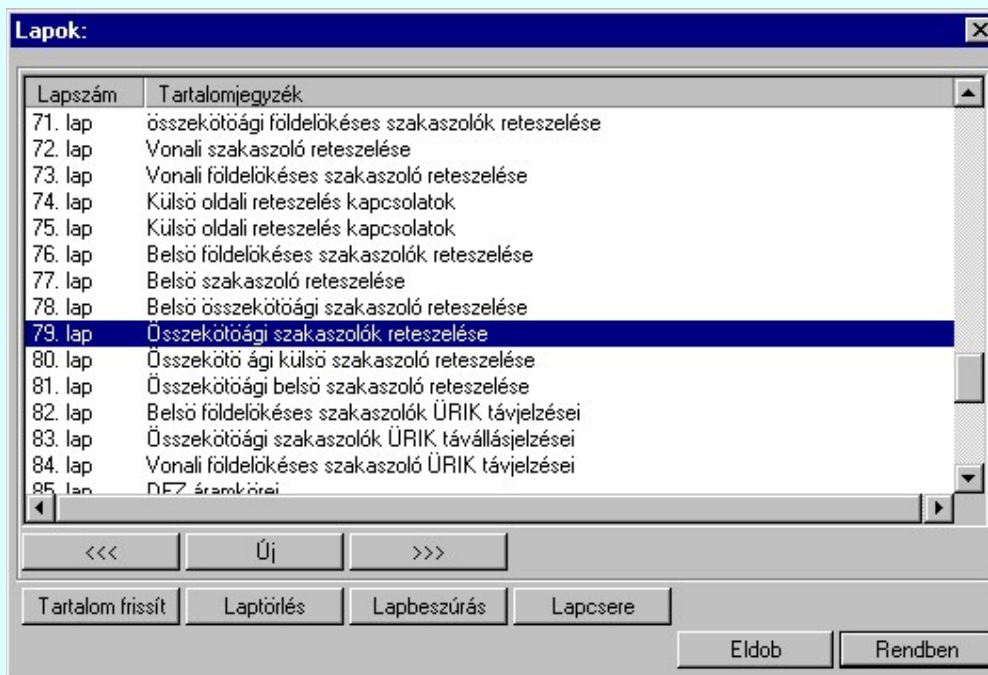 Lapok:
Lapszám Tartalomjegyzék
71. lap összekötöági földelökéses szakaszolók reteszelése
72. lap Vonali szakaszoló reteszelése
73. lap Vonali földelökéses szakaszoló reteszelése
74. lap Külsö oldali reteszelés kapcsolatok
75. lap Külsö oldali reteszelés kapcsolatok
76. lap Belsö földelökéses szakaszolók reteszelése
77. lap Belsö szakaszoló reteszelése
78. lap Belsö összekötöági szakaszoló reteszelése
79. lap Összekötöági szakaszolók reteszelése
80. lap Összekötö ági külsö szakaszoló reteszelése
81. lap Összekötöági belsö szakaszoló reteszelése
82. lap Belsö földelökéses szakaszolók ÜRIK távjelzései
83. lap Összekötöági szakaszolók ÜRIK távállásjelzései
84. lap Vonali földelökéses szakaszoló ÜRIK távjelzései
85. lap áramkörei
<<< Új >>>
Tartalom frissít Laptörlés Lapbeszúrás Lapcsere
Eldob Rendben